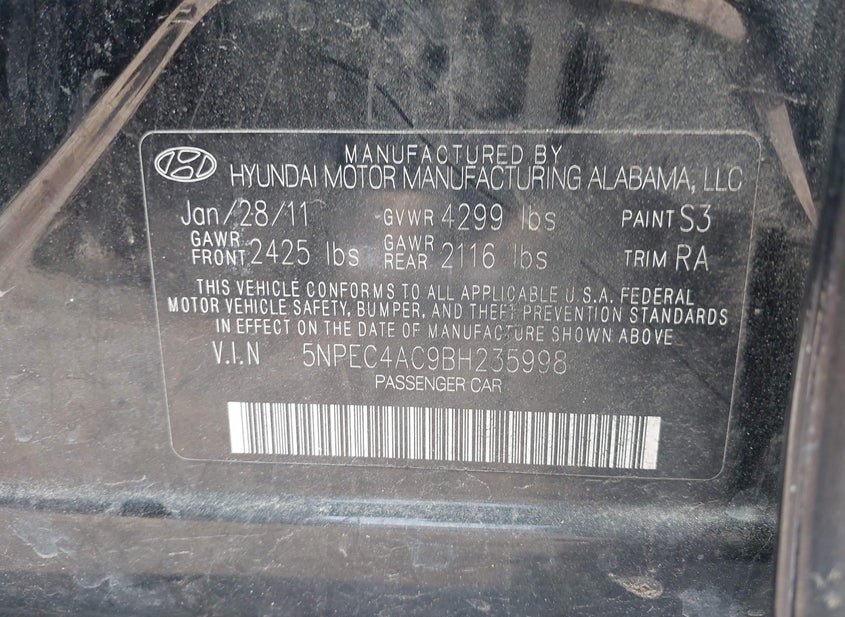 MANUFACTURED BY
HYUNDAI MOTOR MANUFACTURING ALABAMA, LLC
Jan/28/11 GVWR 4299 lbs PAINT S3
GAWR FRONT 2425 lbs GAWR REAR 2116 lbs TRIM RA
THIS VEHICLE CONFORMS TO ALL APPLICABLE U.S.A. FEDERAL
MOTOR VEHICLE SAFETY, BUMPER, AND THEFT PREVENTION STANDARDS
IN EFFECT ON THE DATE OF MANUFACTURE SHOWN ABOVE
V.I.N 5NPEC4AC9BH235998
PASSENGER CAR